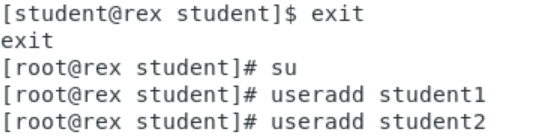 [student@rex student]$ exit
exit
[root@rex student]# su
[root@rex student]# useradd student1
[root@rex student]# useradd student2